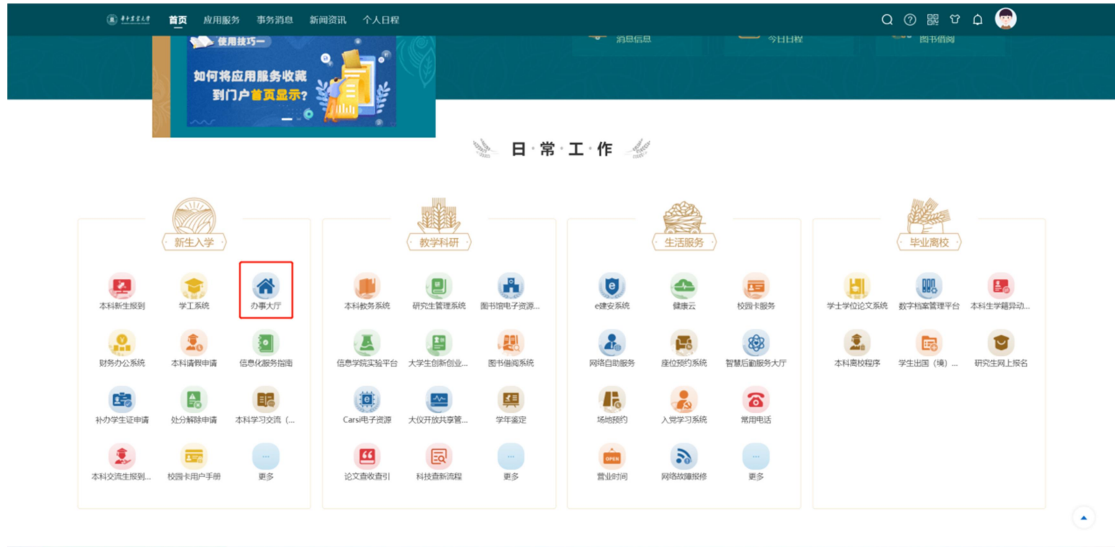 首页 应用服务 事务消息 新闻资讯 个人日程
使用技巧一
如何将应用服务收藏
到门户首页显示?
消息信息 今日日程 图书借阅
日·常·工·作
新生入学 教学科研 生活服务 毕业离校
本科新生报到 学工系统 办事大厅 本科教务系统 研究生管理系统 图书馆电子资源... e建安系统 健康云 校园卡服务 学士学位论文系统 数字档案管理平台 本科生学籍异动...
财务办公系统 本科请假申请 信息化服务指南 信息学院实验平台 大学生创新创业... 图书借阅系统 网络自助服务 座位预约系统 智慧后勤服务大厅 本科离校程序 学生出国（境）... 研究生网上报名
补办学生证申请 处分解除申请 本科学习交流（... Carsi电子资源 大仪开放共享管... 学年鉴定 场地预约 入党学习系统 常用电话
本科交流生报到... 校园卡用户手册 更多 论文查收查引 科技查新流程 更多 OPEN 营业时间 网络故障报修 更多